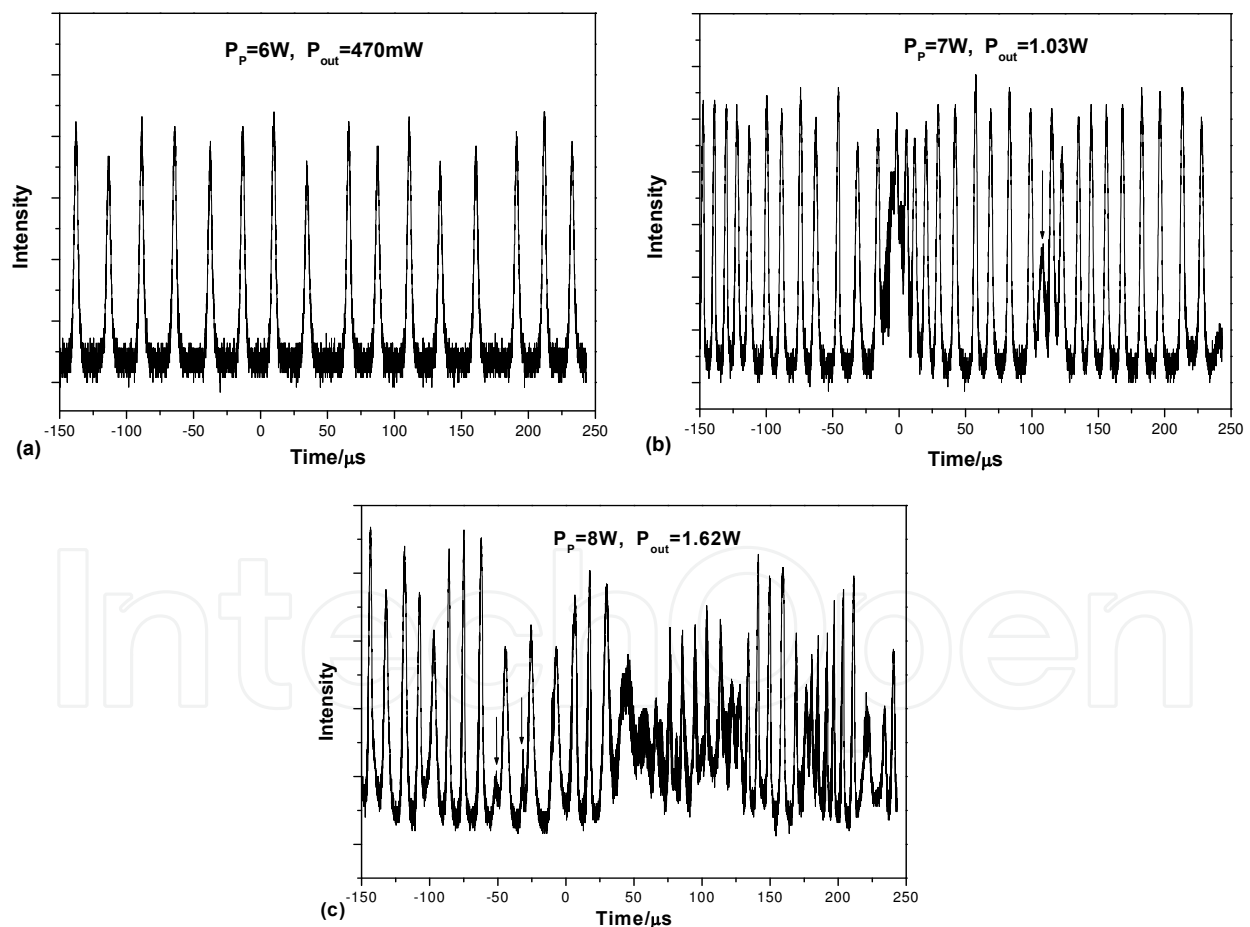 P_P=6W, P_out=470mW
Intensity
-150 -100 -50 0 50 100 150 200 250
(a)
Time/μs
P_P=7W, P_out=1.03W
Intensity
-150 -100 -50 0 50 100 150 200 250
(b)
Time/μs
P_P=8W, P_out=1.62W
Intensity
-150 -100 -50 0 50 100 150 200 250
(c)
Time/μs
IntechOpen